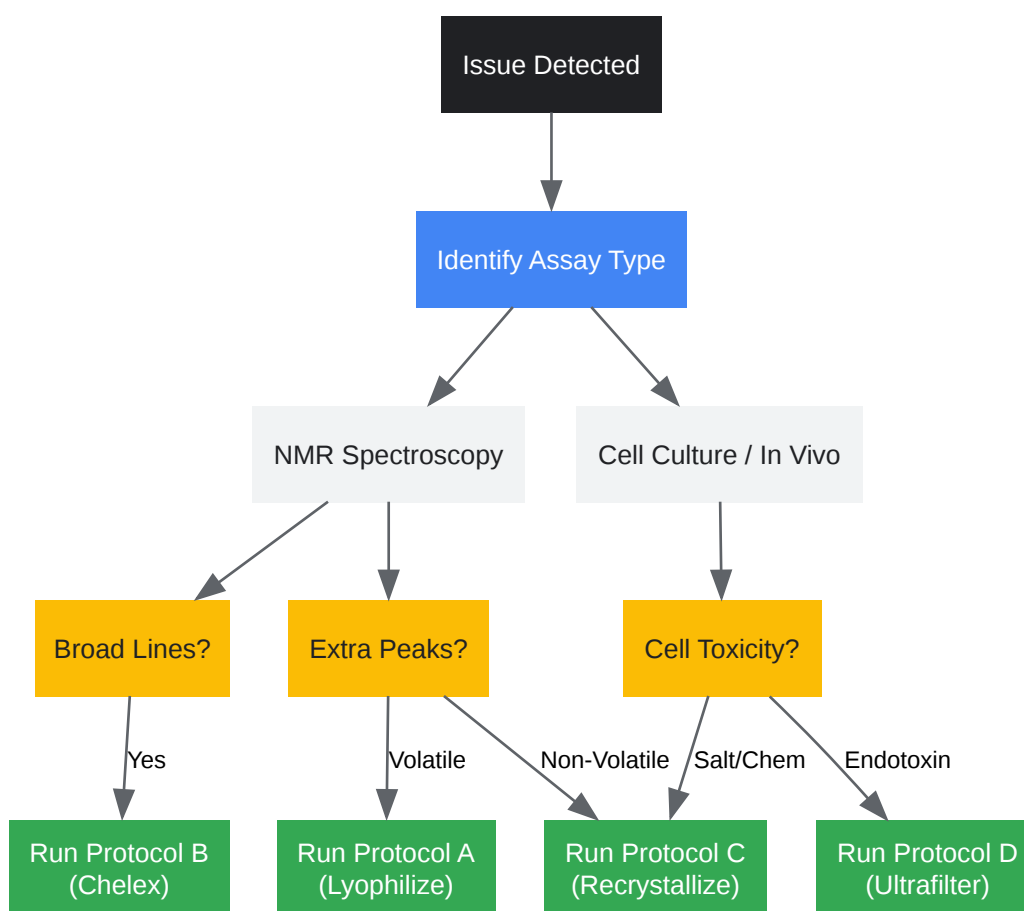 Issue Detected
Identify Assay Type
NMR Spectroscopy
Cell Culture / In Vivo
Broad Lines?
Extra Peaks?
Cell Toxicity?
Yes
Volatile
Non-Volatile
Salt/Chem
Endotoxin
Run Protocol B
(Chelex)
Run Protocol A
(Lyophilize)
Run Protocol C
(Recrystallize)
Run Protocol D
(Ultrafilter)